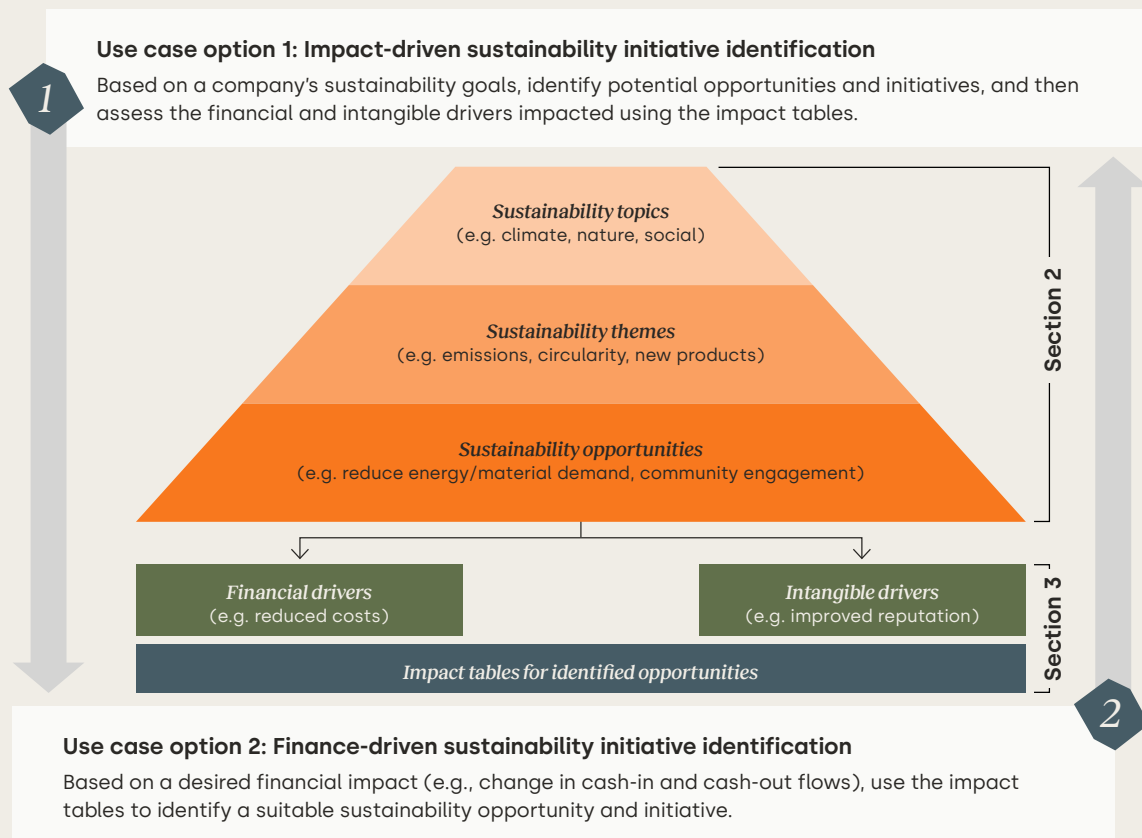 Use case option 1: Impact-driven sustainability initiative identification
1
Based on a company's sustainability goals, identify potential opportunities and initiatives, and then
assess the financial and intangible drivers impacted using the impact tables.
Sustainability topics
(e.g. climate, nature, social)
Sustainability themes
(e.g. emissions, circularity, new products)
Sustainability opportunities
(e.g. reduce energy/material demand, community engagement)
Section 2
Financial drivers
(e.g. reduced costs)
Intangible drivers
(e.g. improved reputation)
Impact tables for identified opportunities
Section 3
2
Use case option 2: Finance-driven sustainability initiative identification
Based on a desired financial impact (e.g., change in cash-in and cash-out flows), use the impact
tables to identify a suitable sustainability opportunity and initiative.